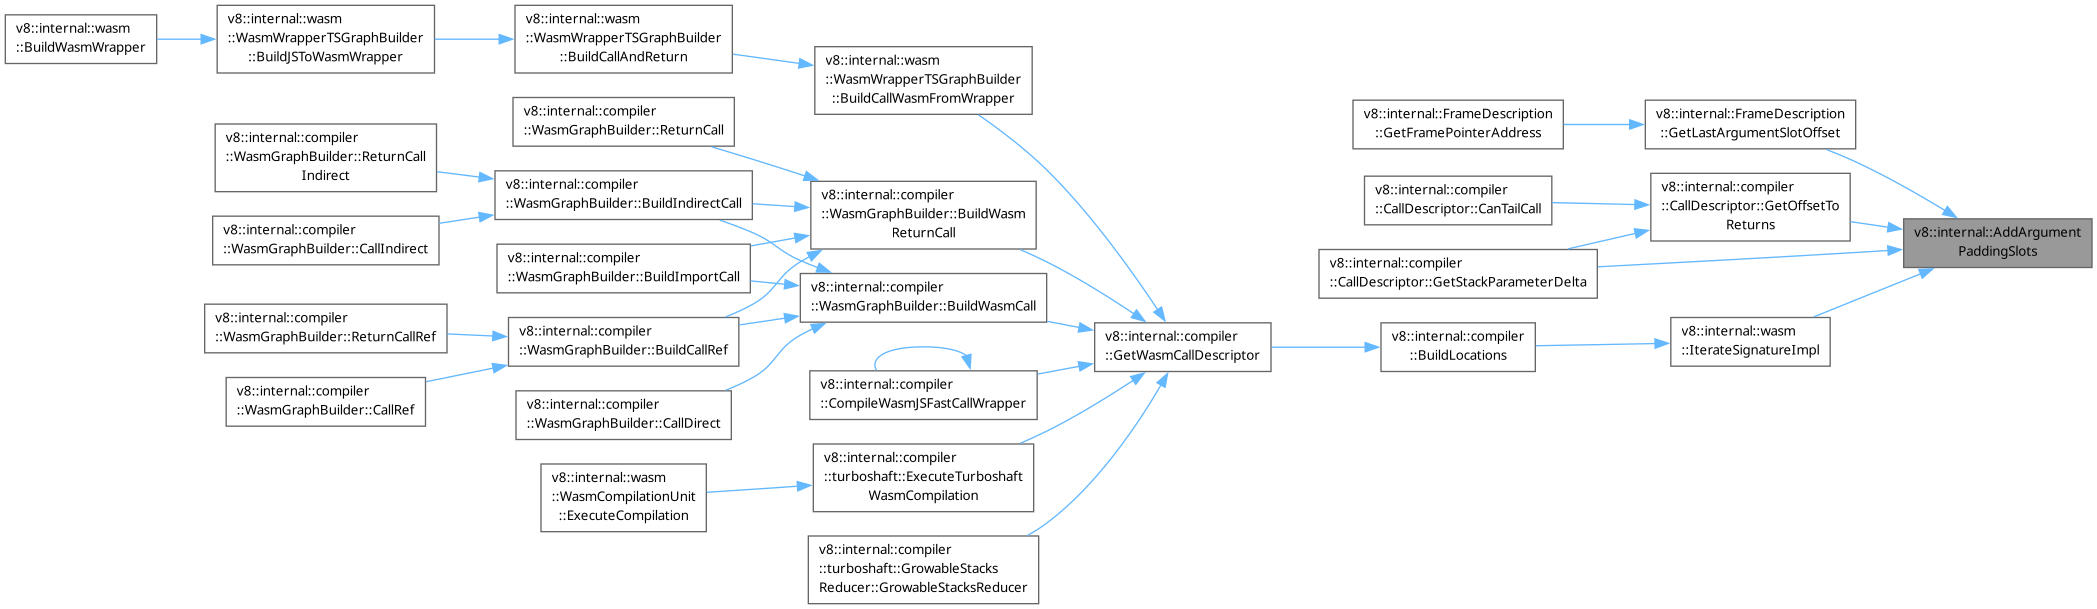 v8::internal::wasm
::BuildWasmWrapper
v8::internal::wasm
::WasmWrapperTSGraphBuilder
::BuildJSToWasmWrapper
v8::internal::wasm
::WasmWrapperTSGraphBuilder
::BuildCallAndReturn
v8::internal::wasm
::WasmWrapperTSGraphBuilder
::BuildCallWasmFromWrapper
v8::internal::compiler
::WasmGraphBuilder::ReturnCall
v8::internal::compiler
::WasmGraphBuilder::ReturnCall
Indirect
v8::internal::compiler
::WasmGraphBuilder::BuildIndirectCall
v8::internal::compiler
::WasmGraphBuilder::BuildWasm
ReturnCall
v8::internal::compiler
::WasmGraphBuilder::CallIndirect
v8::internal::compiler
::WasmGraphBuilder::BuildImportCall
v8::internal::compiler
::WasmGraphBuilder::BuildWasmCall
v8::internal::compiler
::WasmGraphBuilder::ReturnCallRef
v8::internal::compiler
::WasmGraphBuilder::BuildCallRef
v8::internal::compiler
::WasmGraphBuilder::CallRef
v8::internal::compiler
::WasmGraphBuilder::CallDirect
v8::internal::compiler
::CompileWasmJSFastCallWrapper
v8::internal::wasm
::WasmCompilationUnit
::ExecuteCompilation
v8::internal::compiler
::turboshaft::ExecuteTurboshaft
WasmCompilation
v8::internal::compiler
::turboshaft::GrowableStacks
Reducer::GrowableStacksReducer
v8::internal::compiler
::GetWasmCallDescriptor
v8::internal::FrameDescription
::GetFramePointerAddress
v8::internal::FrameDescription
::GetLastArgumentSlotOffset
v8::internal::compiler
::CallDescriptor::CanTailCall
v8::internal::compiler
::CallDescriptor::GetOffsetTo
Returns
v8::internal::compiler
::CallDescriptor::GetStackParameterDelta
v8::internal::compiler
::BuildLocations
v8::internal::wasm
::IterateSignatureImpl
v8::internal::AddArgument
PaddingSlots